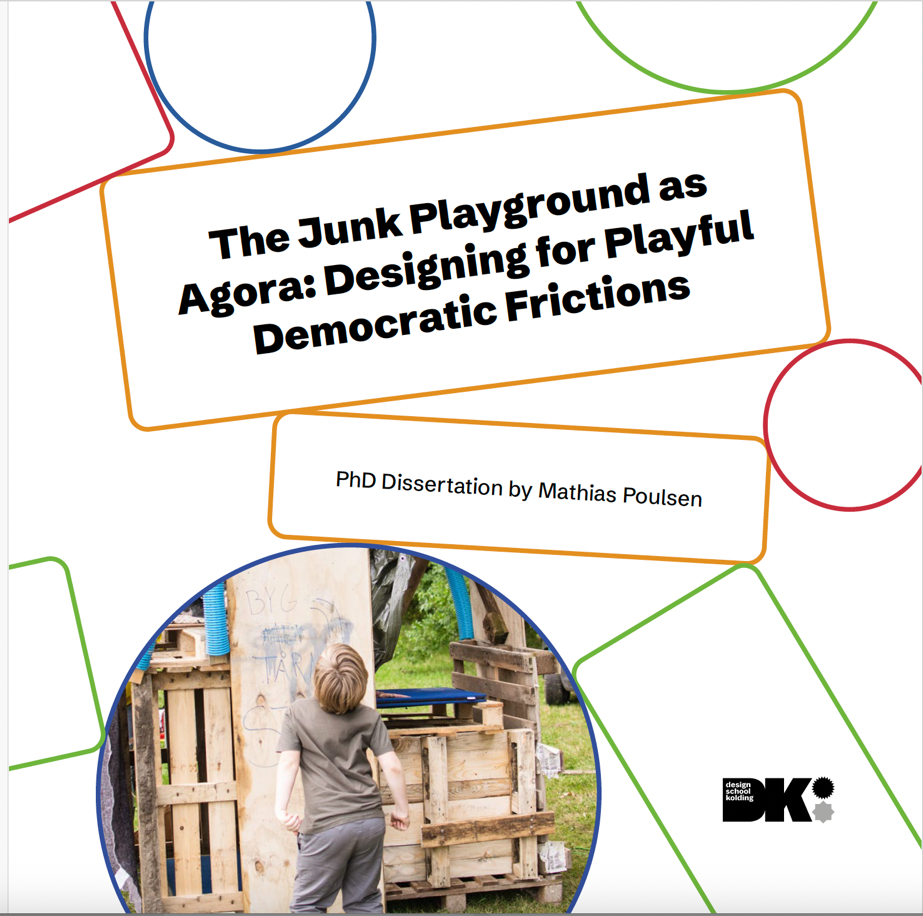 The Junk Playground as
Agora: Designing for Playful
Democratic Frictions
PhD Dissertation by Mathias Poulsen
BYG
TÅR
design
school
kolding
DK